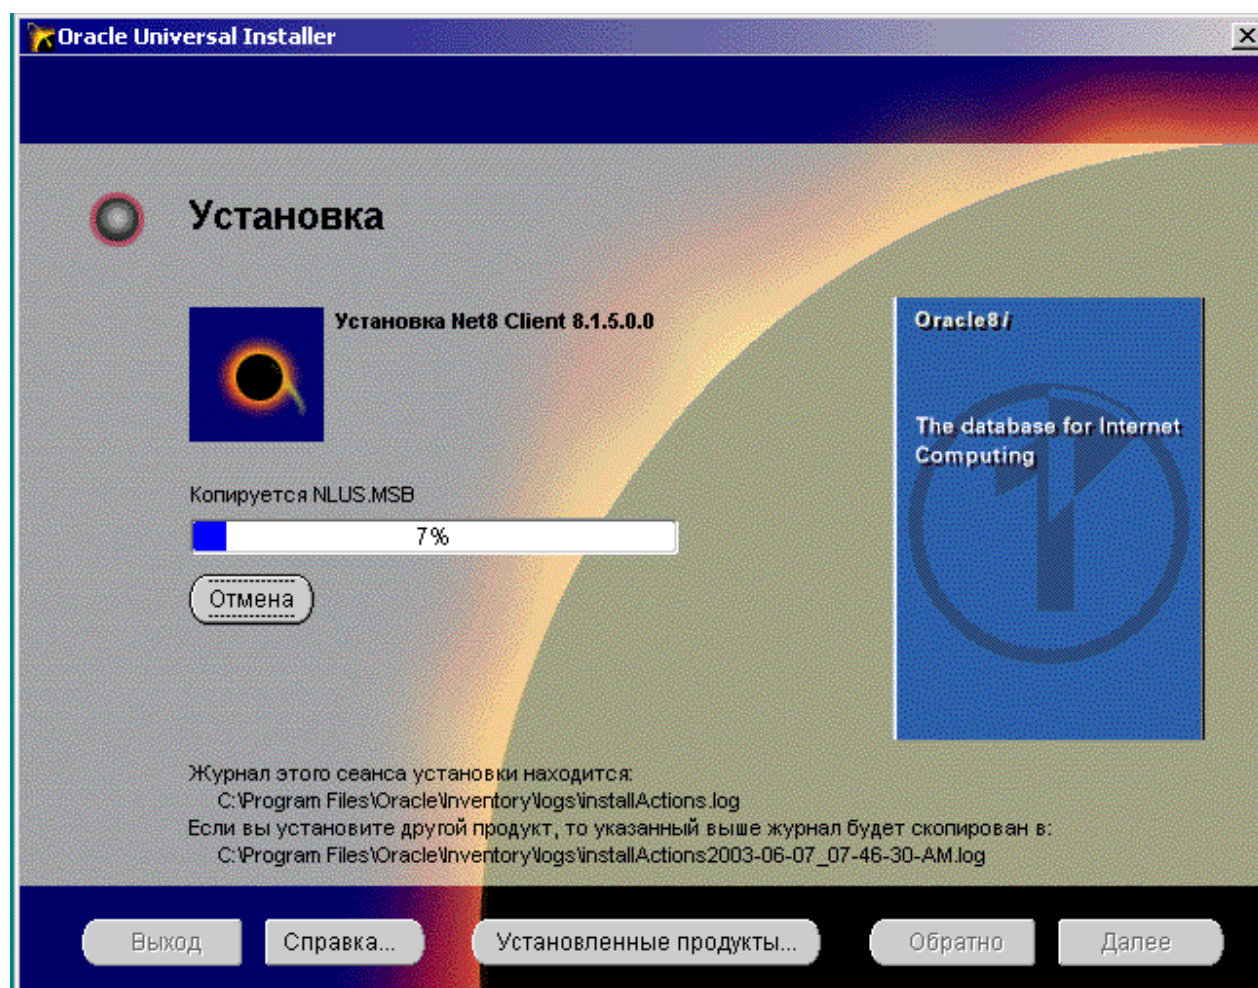 Oracle Universal Installer
Установка
Установка Net8 Client 8.1.5.0.0
Oracle8i
The database for Internet
Computing
Копируется NLUS.MSB
7%
Отмена
Журнал этого сеанса установки находится:
C:\Program Files\Oracle\Inventory\logs\installActions.log
Если вы установите другой продукт, то указанный выше журнал будет скопирован в:
C:\Program Files\Oracle\Inventory\logs\installActions2003-06-07_07-46-30-AM.log
Выход Справка... Установленные продукты... Обратно Далее